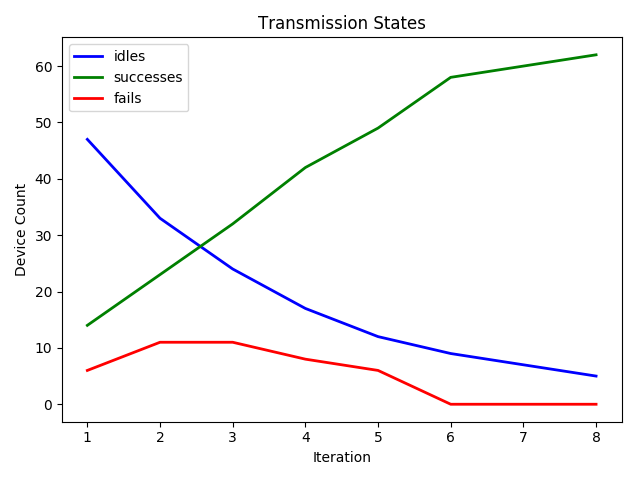 Transmission States
idles
successes
fails
Device Count
60
50
40
30
20
10
0
1 2 3 4 5 6 7 8
Iteration